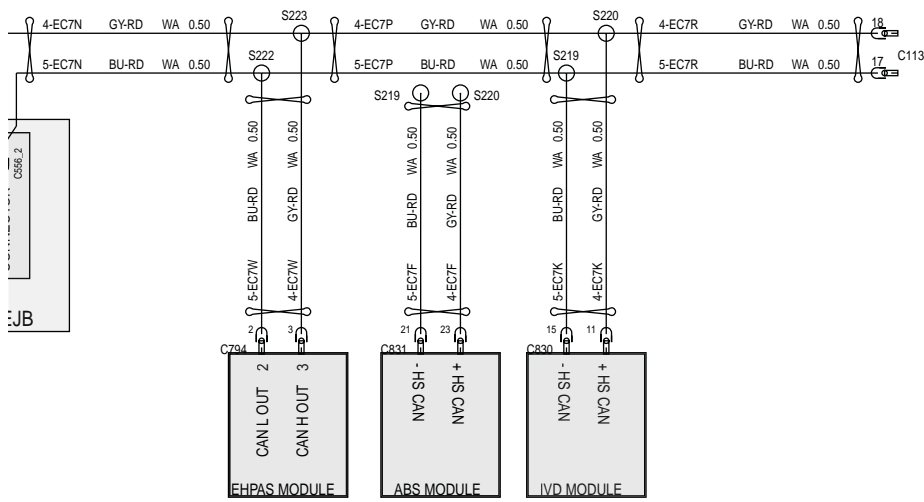 S223
S220
4-EC7N GY-RD WA 0.50 4-EC7P GY-RD WA 0.50 4-EC7R GY-RD WA 0.50 18
C113
S222 S219
5-EC7N BU-RD WA 0.50 5-EC7P BU-RD WA 0.50 5-EC7R BU-RD WA 0.50 17
S219 S220
C556_2
EJB
5-EC7W BU-RD WA 0.50
4-EC7W GY-RD WA 0.50
5-EC7F BU-RD WA 0.50
4-EC7F GY-RD WA 0.50
5-EC7K BU-RD WA 0.50
4-EC7K GY-RD WA 0.50
2 3 21 23 15 11
C794 C831 C830
CAN L OUT 2
CAN H OUT 3
- HS CAN
+ HS CAN
- HS CAN
+ HS CAN
EHPAS MODULE ABS MODULE IVD MODULE